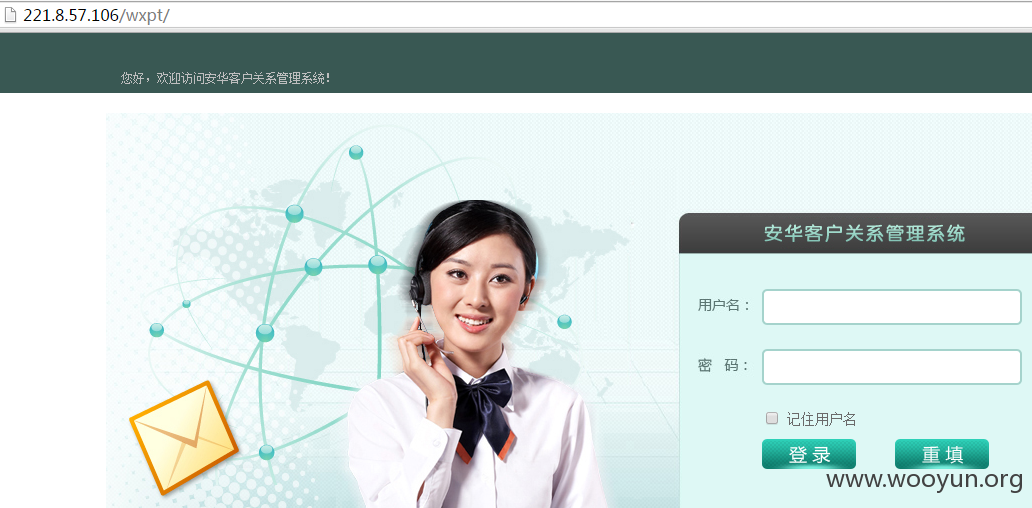 221.8.57.106/wxpt/
您好，欢迎访问安华客户关系管理系统！
安华客户关系管理系统
用户名：
密 码：
记住用户名
登 录 重 填
www.wooyun.org